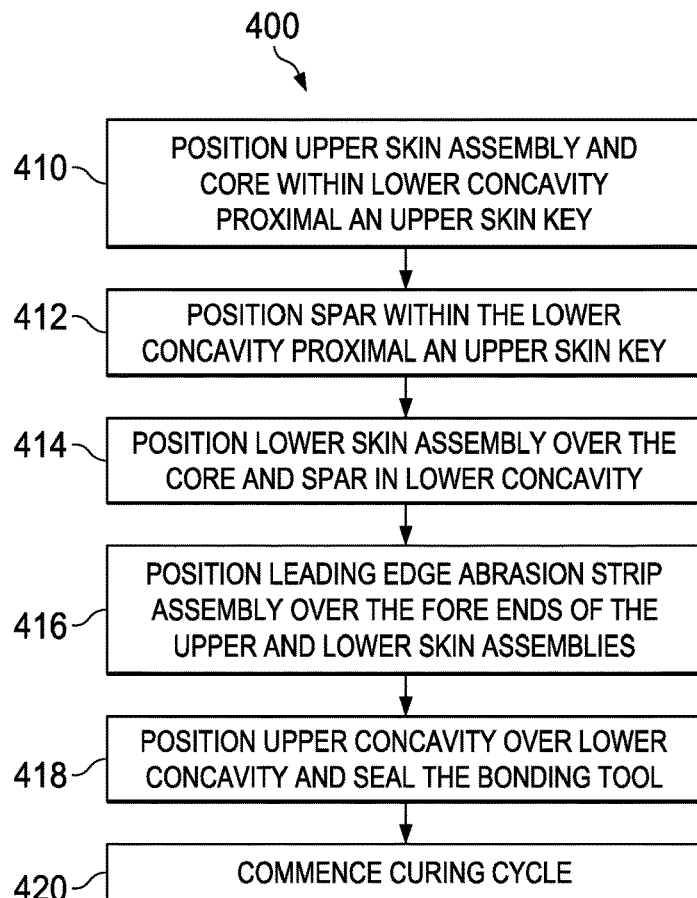 400
410
POSITION UPPER SKIN ASSEMBLY AND
CORE WITHIN LOWER CONCAVITY
PROXIMAL AN UPPER SKIN KEY
412
POSITION SPAR WITHIN THE LOWER
CONCAVITY PROXIMAL AN UPPER SKIN KEY
414
POSITION LOWER SKIN ASSEMBLY OVER THE
CORE AND SPAR IN LOWER CONCAVITY
416
POSITION LEADING EDGE ABRASION STRIP
ASSEMBLY OVER THE FORE ENDS OF THE
UPPER AND LOWER SKIN ASSEMBLIES
418
POSITION UPPER CONCAVITY OVER LOWER
CONCAVITY AND SEAL THE BONDING TOOL
420
COMMENCE CURING CYCLE